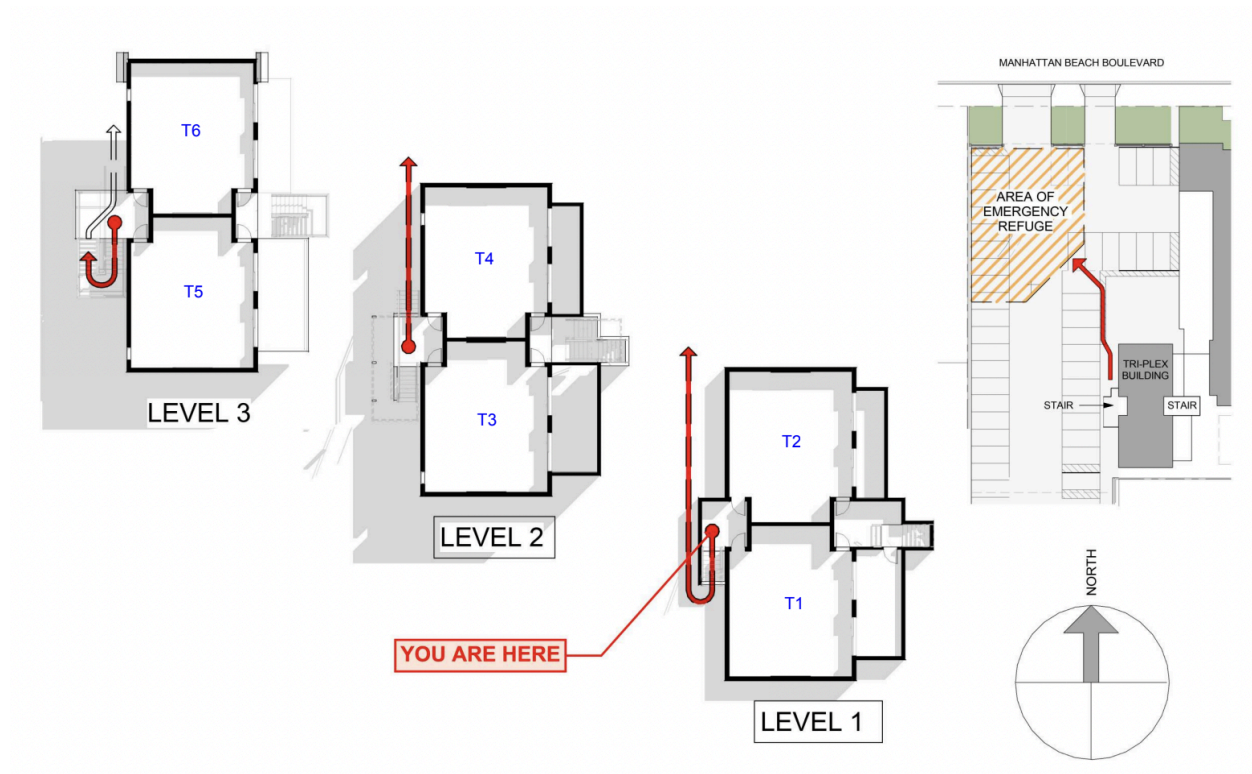 MANHATTAN BEACH BOULEVARD
T6
T5
LEVEL 3
T4
T3
LEVEL 2
T2
T1
LEVEL 1
YOU ARE HERE
AREA OF
EMERGENCY
REFUGE
TRI-PLEX
BUILDING
STAIR
STAIR
NORTH